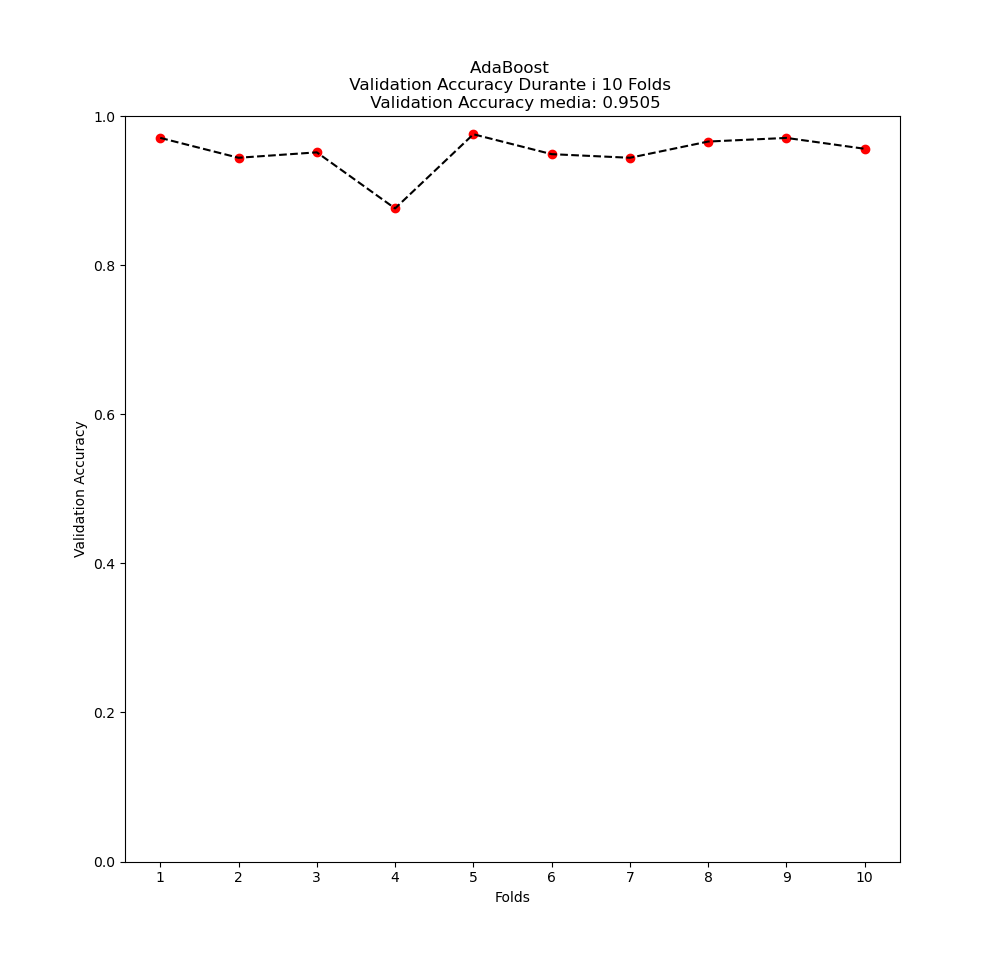 AdaBoost
Validation Accuracy Durante i 10 Folds
Validation Accuracy media: 0.9505
1.0
0.8
0.6
0.4
0.2
0.0
Validation Accuracy
1 2 3 4 5 6 7 8 9 10
Folds